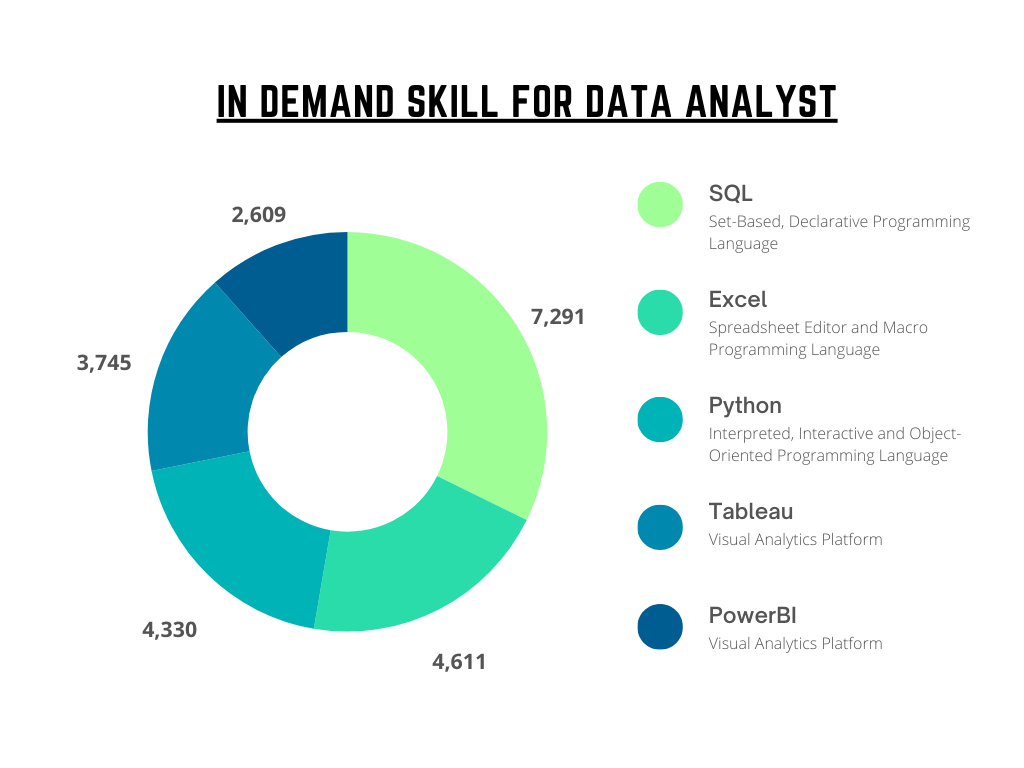 IN DEMAND SKILL FOR DATA ANALYST
2,609
7,291
3,745
4,330
4,611
SQL
Set-Based, Declarative Programming
Language
Excel
Spreadsheet Editor and Macro
Programming Language
Python
Interpreted, Interactive and Object-
Oriented Programming Language
Tableau
Visual Analytics Platform
PowerBI
Visual Analytics Platform